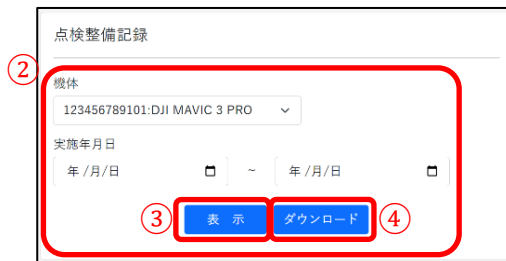 点検整備記録
②
機体
123456789101:DJI MAVIC 3 PRO
実施年月日
年 /月/日 ~ 年 /月/日
③ 表 示 ダウンロード ④